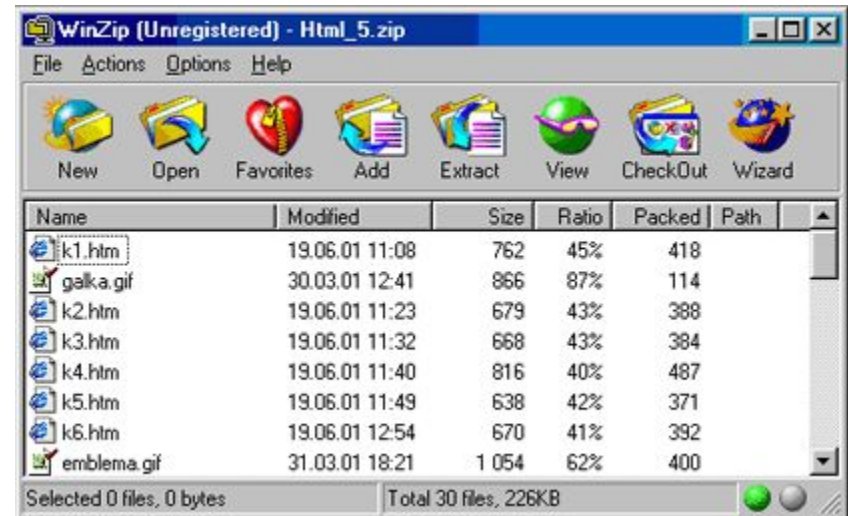 WinZip (Unregistered) - Html_5.zip
File Actions Options Help
New Open Favorites Add Extract View CheckOut Wizard
Name Modified Size Ratio Packed Path
k1.htm 19.06.01 11:08 762 45% 418
galka.gif 30.03.01 12:41 866 87% 114
k2.htm 19.06.01 11:23 679 43% 388
k3.htm 19.06.01 11:32 668 43% 384
k4.htm 19.06.01 11:40 816 40% 487
k5.htm 19.06.01 11:49 638 42% 371
k6.htm 19.06.01 12:54 670 41% 392
emblema.gif 31.03.01 18:21 1 054 62% 400
Selected 0 files, 0 bytes Total 30 files, 226KB